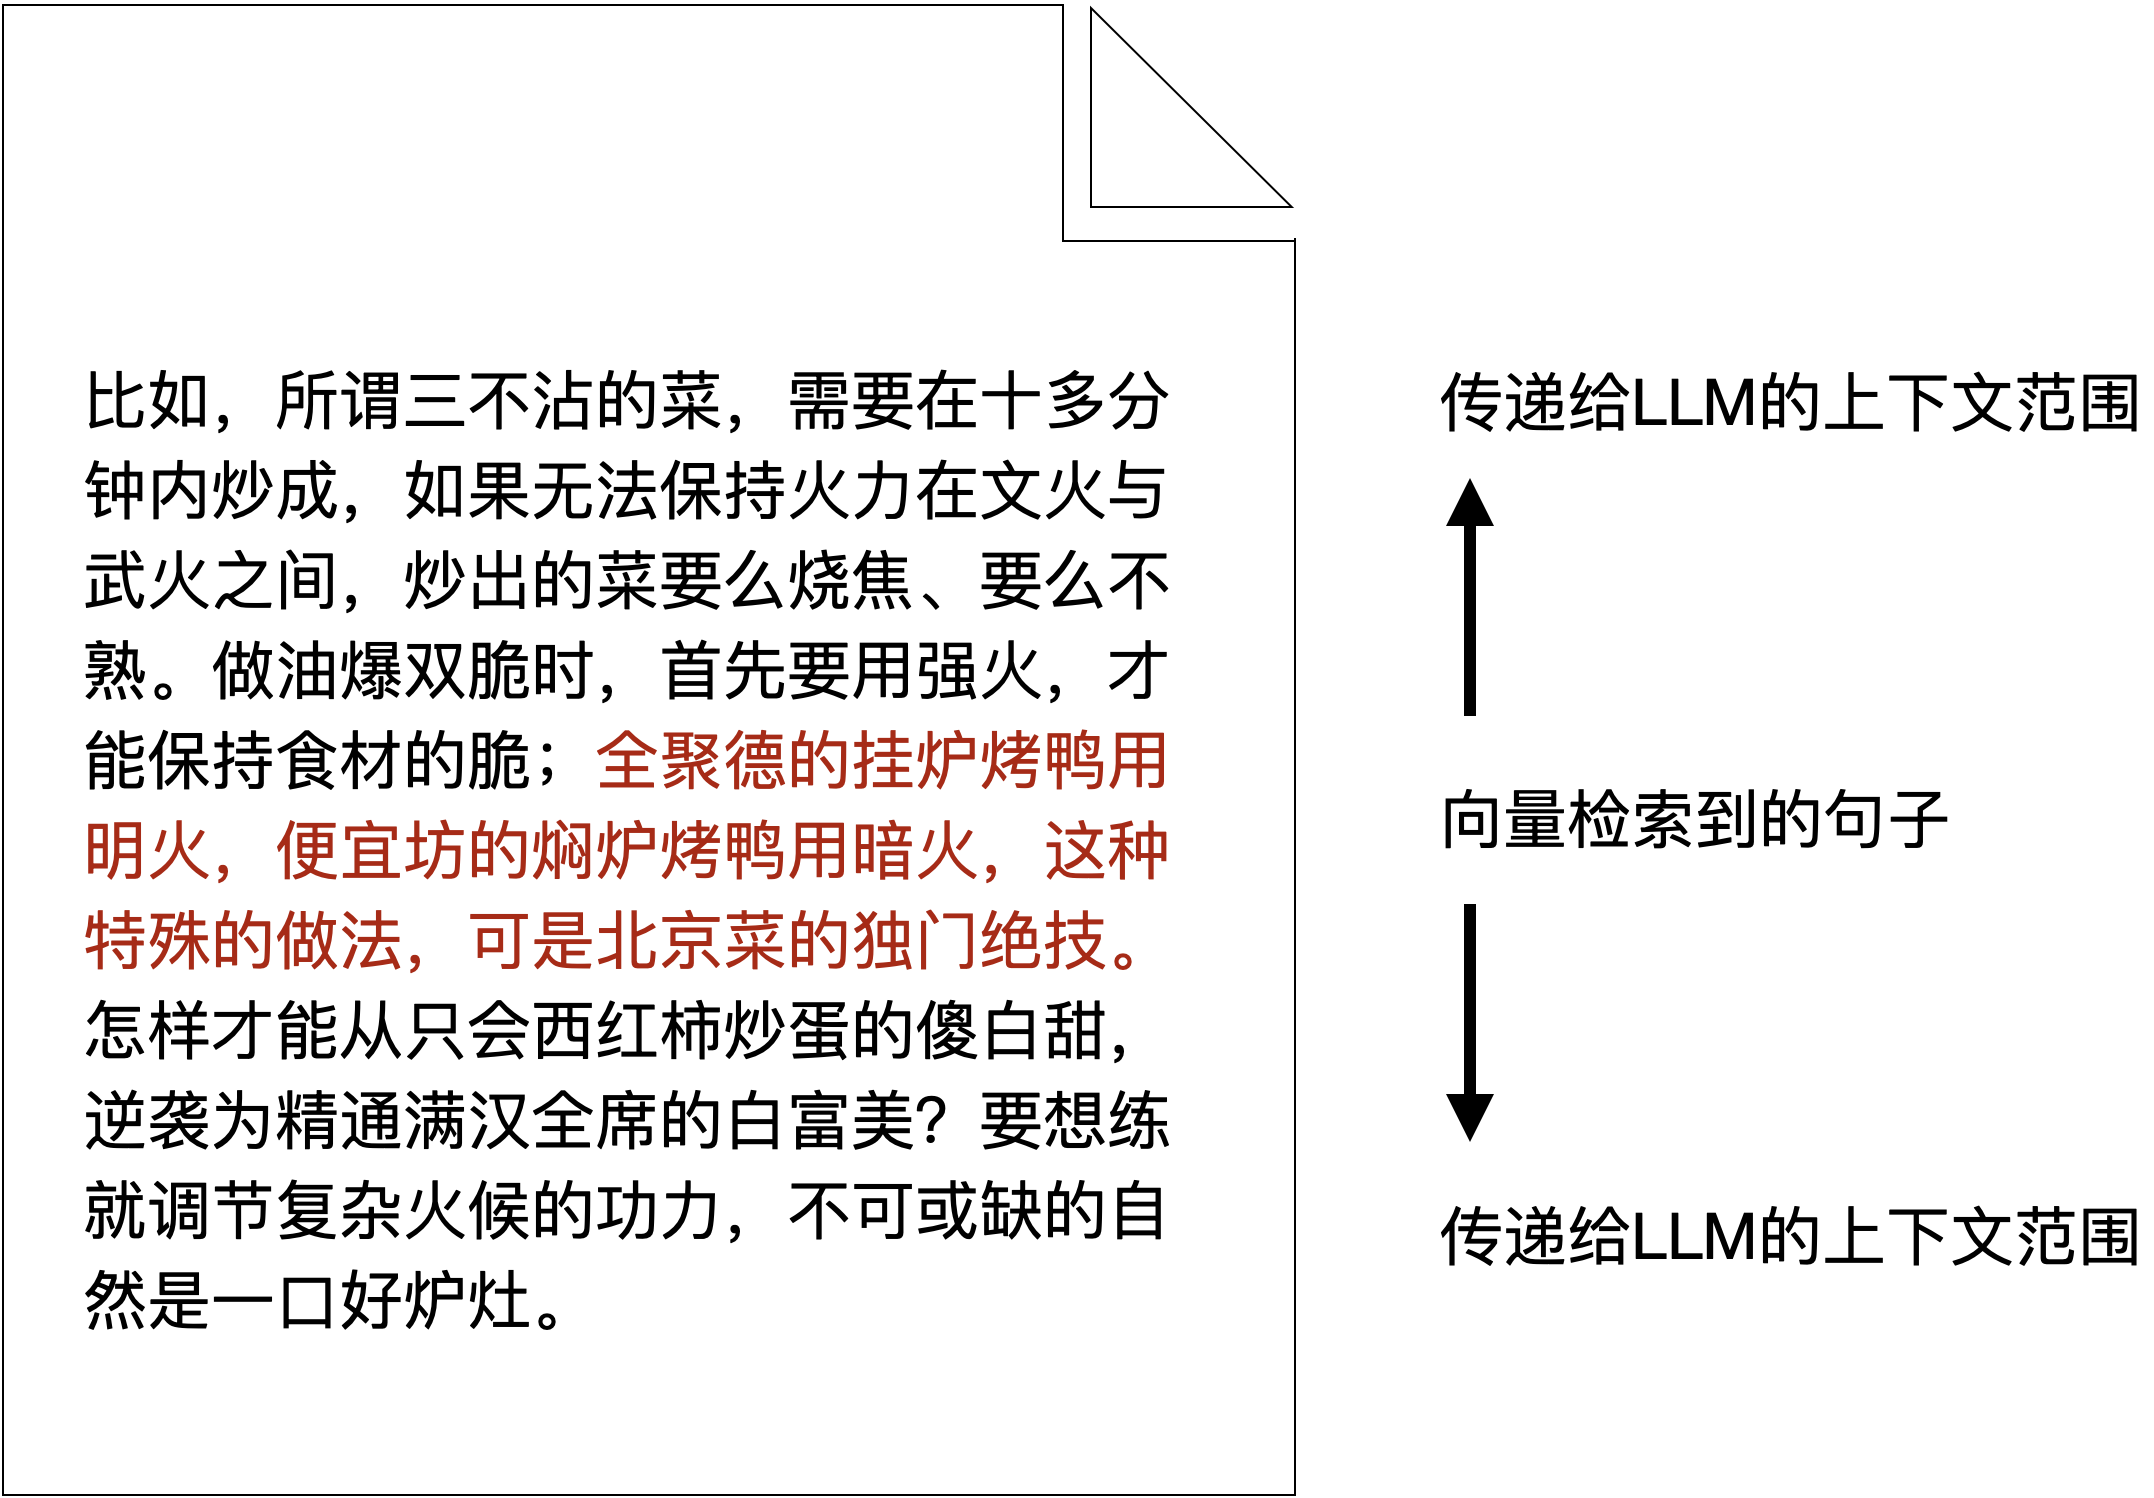 比如，所谓三不沾的菜，需要在十多分
钟内炒成，如果无法保持火力在文火与
武火之间，炒出的菜要么烧焦、要么不
熟。做油爆双脆时，首先要用强火，才
能保持食材的脆；全聚德的挂炉烤鸭用
明火，便宜坊的焖炉烤鸭用暗火，这种
特殊的做法，可是北京菜的独门绝技。
怎样才能从只会西红柿炒蛋的傻白甜，
逆袭为精通满汉全席的白富美？要想练
就调节复杂火候的功力，不可或缺的自
然是一口好炉灶。
传递给LLM的上下文范围
向量检索到的句子
传递给LLM的上下文范围